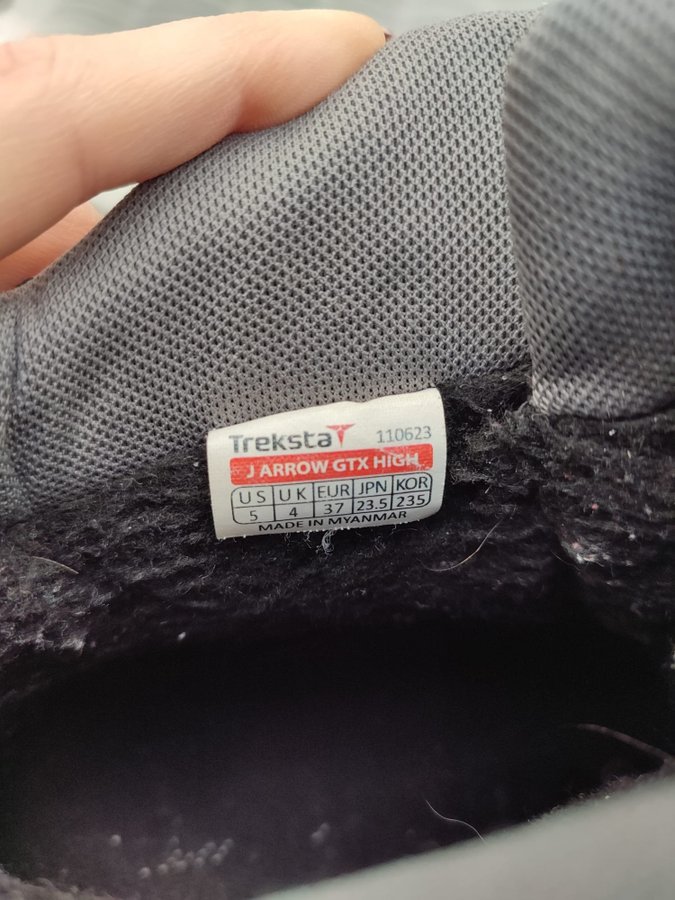 Treksta 110623
J ARROW GTX HIGH
US UK EUR JPN KOR
5 4 37 23.5 235
MADE IN MYANMAR